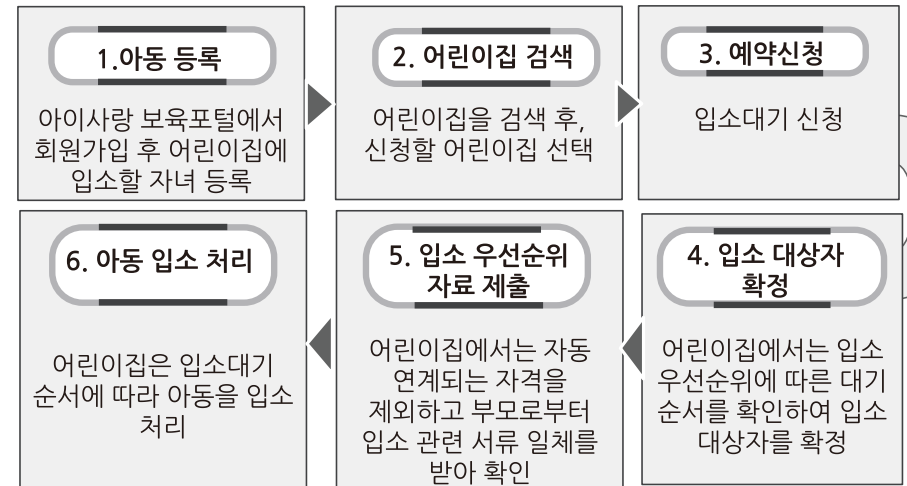 1.아동 등록
아이사랑 보육포털에서
회원가입 후 어린이집에
입소할 자녀 등록
2. 어린이집 검색
어린이집을 검색 후,
신청할 어린이집 선택
3. 예약신청
입소대기 신청
4. 입소 대상자
확정
어린이집에서는 입소
우선순위에 따른 대기
순서를 확인하여 입소
대상자를 확정
5. 입소 우선순위
자료 제출
어린이집에서는 자동
연계되는 자격을
제외하고 부모로부터
입소 관련 서류 일체를
받아 확인
6. 아동 입소 처리
어린이집은 입소대기
순서에 따라 아동을 입소
처리